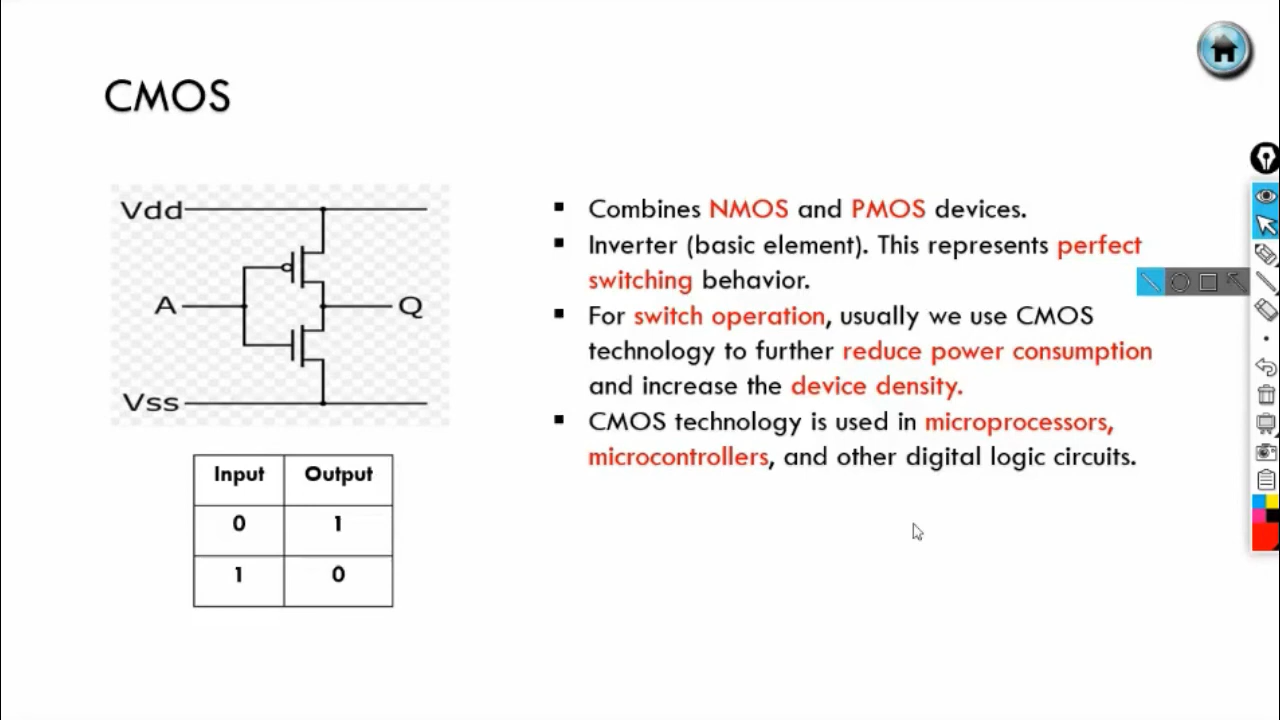 CMOS
Vdd
A
Q
Vss
Input Output
0 1
1 0
▪ Combines NMOS and PMOS devices.
▪ Inverter (basic element). This represents perfect
switching behavior.
▪ For switch operation, usually we use CMOS
technology to further reduce power consumption
and increase the device density.
▪ CMOS technology is used in microprocessors,
microcontrollers, and other digital logic circuits.